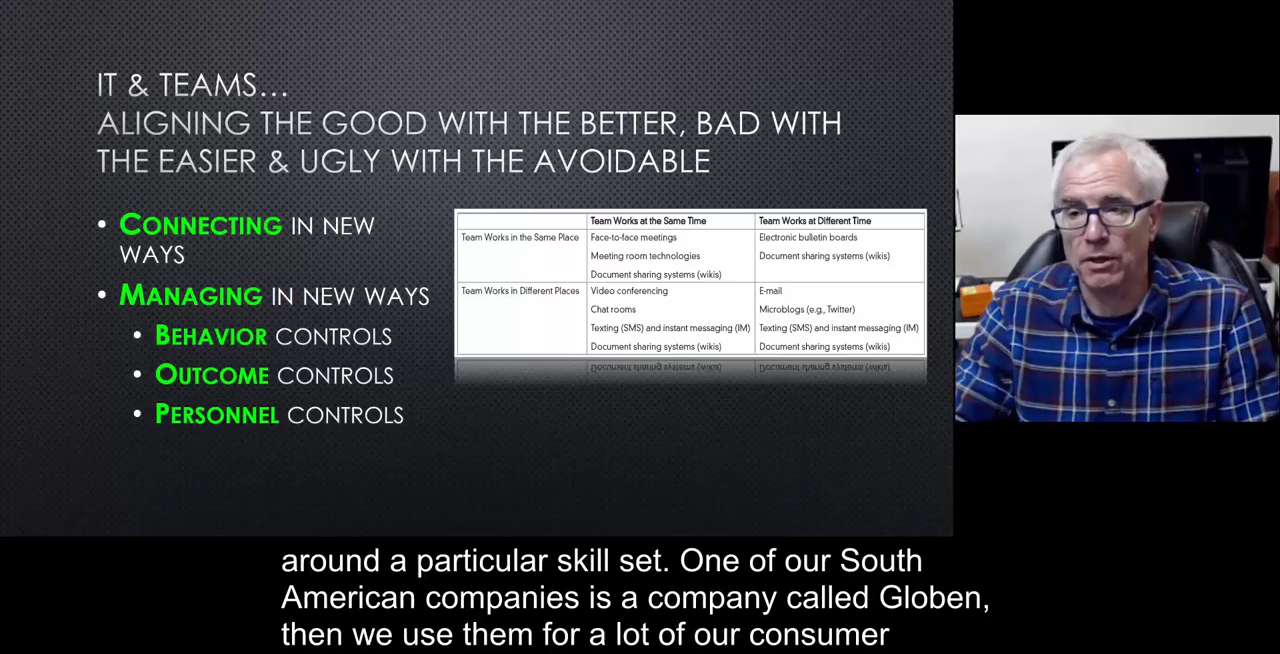 IT & TEAMS...
ALIGNING THE GOOD WITH THE BETTER, BAD WITH
THE EASIER & UGLY WITH THE AVOIDABLE
• CONNECTING IN NEW
WAYS
• MANAGING IN NEW WAYS
• BEHAVIOR CONTROLS
• OUTCOME CONTROLS
• PERSONNEL CONTROLS
Team Works at the Same Time Team Works at Different Time
Team Works in the Same Place Face-to-face meetings Electronic bulletin boards
Meeting room technologies Document sharing systems (wikis)
Document sharing systems (wikis)
Team Works in Different Places Video conferencing E-mail
Chat rooms Microblogs (e.g., Twitter)
Texting (SMS) and instant messaging (IM) Texting (SMS) and instant messaging (IM)
Document sharing systems (wikis) Document sharing systems (wikis)
around a particular skill set. One of our South
American companies is a company called Globen,
then we use them for a lot of our consumer